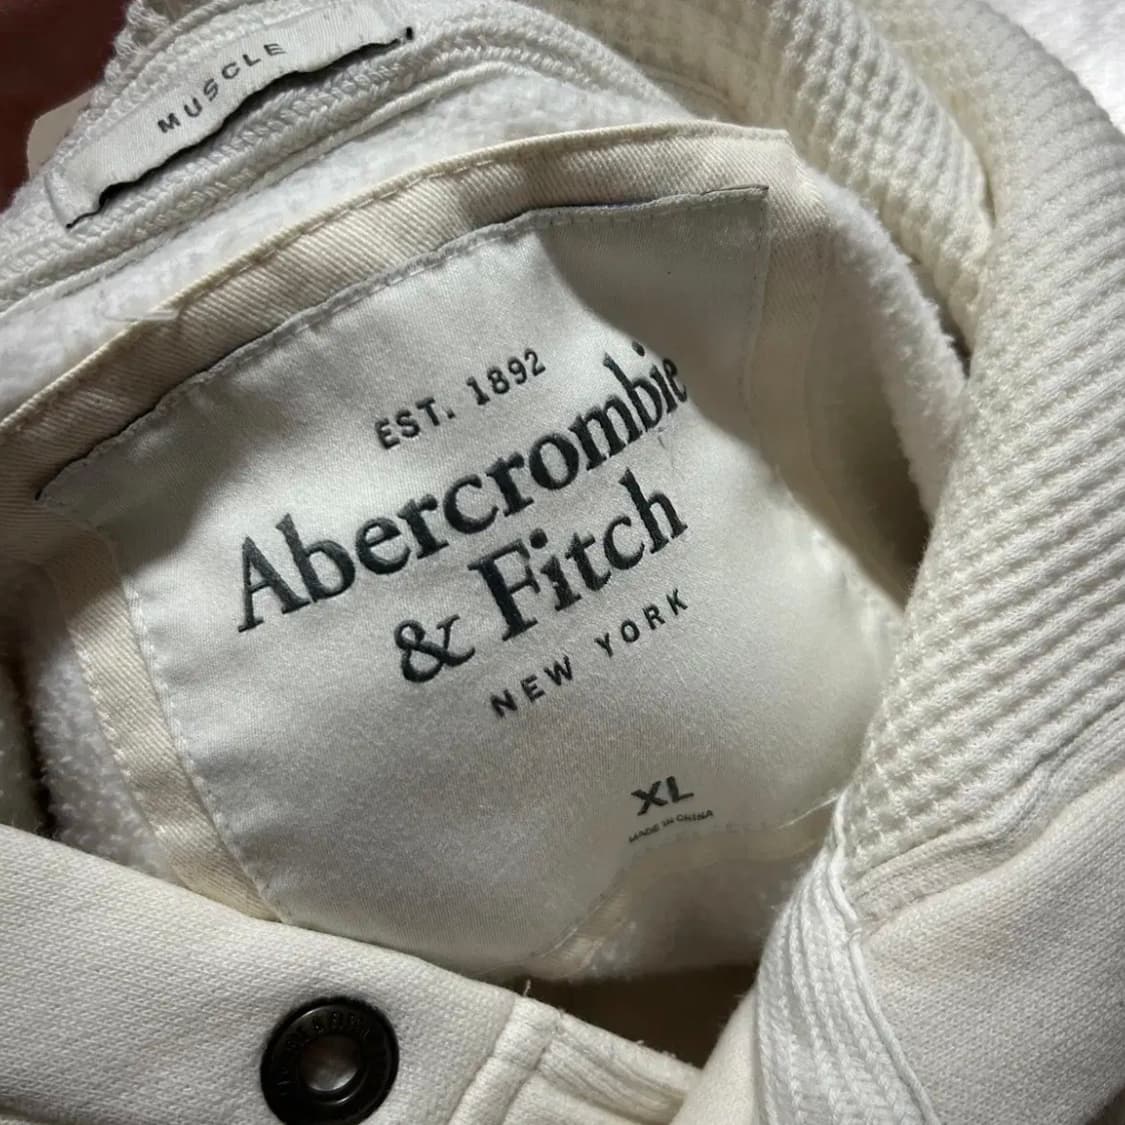 MUSCLE
EST. 1892
Abercrombie
& Fitch
NEW YORK
XL
MADE IN CHINA